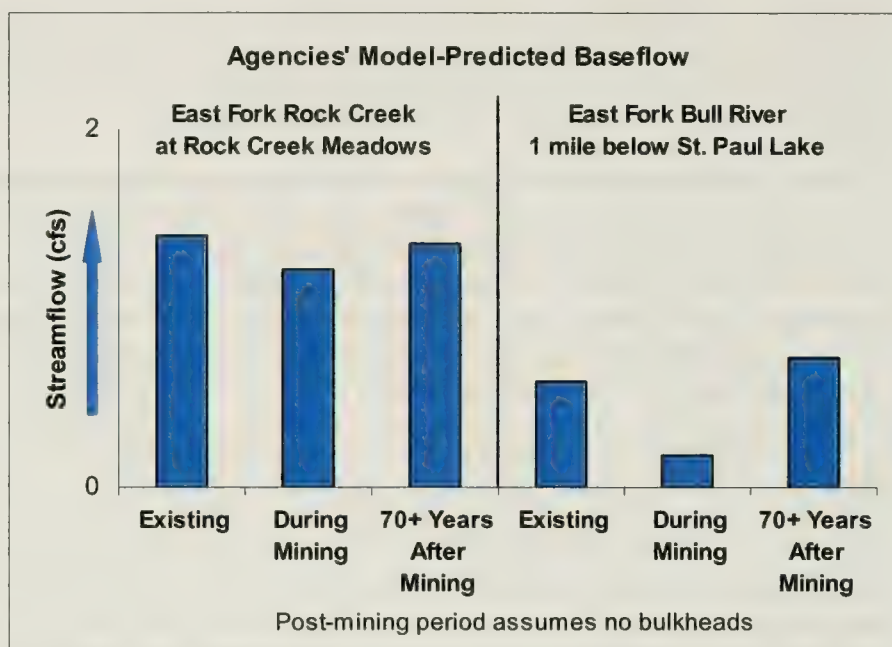 Agencies' Model-Predicted Baseflow
East Fork Rock Creek
at Rock Creek Meadows
East Fork Bull River
1 mile below St. Paul Lake
2
Streamflow (cfs)
0
Existing
During
Mining
70+ Years
After
Mining
Existing
During
Mining
70+ Years
After
Mining
Post-mining period assumes no bulkheads